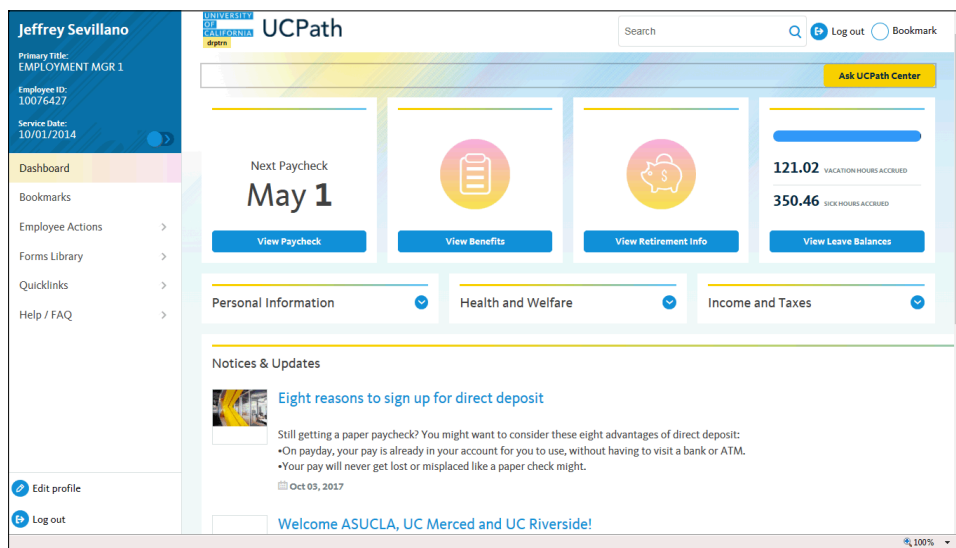 Jeffrey Sevillano
Primary Title:
EMPLOYMENT MGR 1
Employee ID:
10076427
Service Date:
10/01/2014
Dashboard
Bookmarks
Employee Actions
Forms Library
Quicklinks
Help / FAQ
Edit profile
Log out
UNIVERSITY
OF
CALIFORNIA
UCPath
drptrn
Search
Log out
Bookmark
Ask UCPath Center
Next Paycheck
May 1
View Paycheck
View Benefits
$
View Retirement Info
121.02 VACATION HOURS ACCRUED
350.46 SICK HOURS ACCRUED
View Leave Balances
Personal Information
Health and Welfare
Income and Taxes
Notices & Updates
Eight reasons to sign up for direct deposit
Still getting a paper paycheck? You might want to consider these eight advantages of direct deposit:
•On payday, your pay is already in your account for you to use, without having to visit a bank or ATM.
•Your pay will never get lost or misplaced like a paper check might.
Oct 03, 2017
Welcome ASUCLA, UC Merced and UC Riverside!
100%